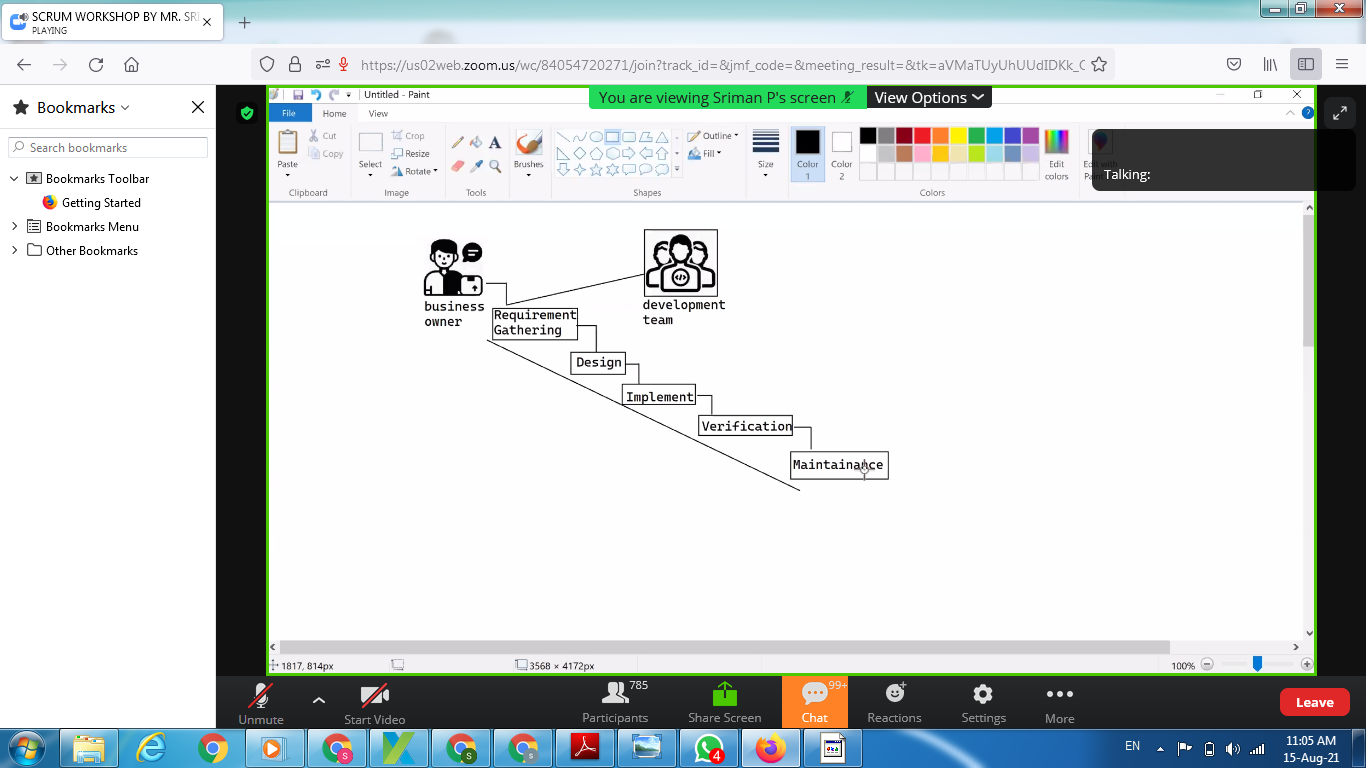 SCRUM WORKSHOP BY MR. SRI
PLAYING
https://us02web.zoom.us/wc/84054720271/join?track_id=&jmf_code=&meeting_result=&tk=aVMaTUyUhUUdIDKk_
Bookmarks
Search bookmarks
Bookmarks Toolbar
Getting Started
Bookmarks Menu
Other Bookmarks
Untitled - Paint
You are viewing Sriman P's screen
View Options
File
Home
View
Paste
Cut
Copy
Clipboard
Select
Crop
Resize
Rotate
Image
A
Tools
Brushes
Shapes
Outline
Fill
Size
Color
1
Color
2
Colors
Edit
colors
Edit with
Talking:
business
owner
development
team
Requirement
Gathering
Design
Implement
Verification
Maintainance
1817, 814px
3568 × 4172px
100%
Unmute
Start Video
785
Participants
Share Screen
99+
Chat
Reactions
Settings
More
Leave
S
S
S
4
EN
11:05 AM
15-Aug-21